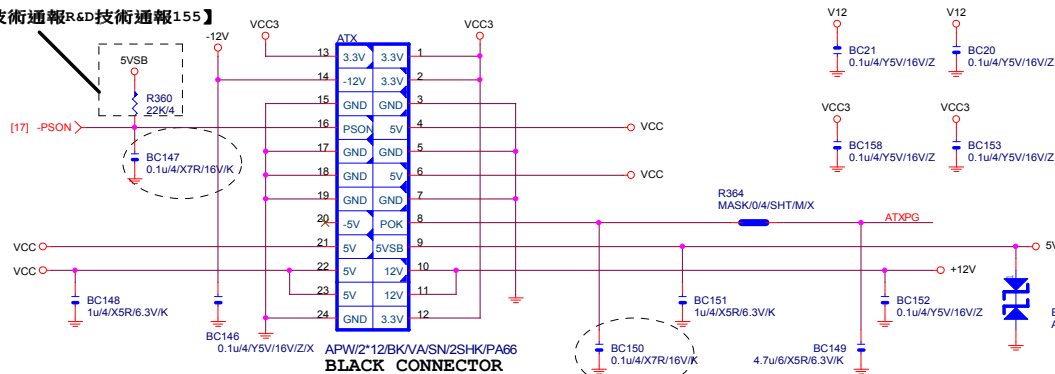 技術通報R&D技術通報155】
5VSB
R360
22K/4
[17] -PSON
BC147
0.1u/4/X7R/16V/K
-12V
VCC3
VCC3
ATX
13 3.3V 3.3V 1
14 -12V 3.3V 2
15 GND GND 3
16 PSON 5V 4
17 GND GND 5
18 GND 5V 6
19 GND GND 7
20 -5V POK 8
21 5V 5VSB 9
22 5V 12V 10
23 5V 12V 11
24 GND 3.3V 12
APW/2*12/BK/VA/SN/2SHK/PA66
BLACK CONNECTOR
VCC
VCC
VCC
VCC
BC148
1u/4/X5R/6.3V/K
BC146
0.1u/4/Y5V/16V/Z/X
R364
MASK/0/4/SHT/M/X
ATXPG
BC151
1u/4/X5R/6.3V/K
BC150
0.1u/4/X7R/16V/K
BC149
4.7u/6/X5R/6.3V/K
+12V
BC152
0.1u/4/Y5V/16V/Z
V12
BC21
0.1u/4/Y5V/16V/Z
V12
BC20
0.1u/4/Y5V/16V/Z
VCC3
BC158
0.1u/4/Y5V/16V/Z
VCC3
BC153
0.1u/4/Y5V/16V/Z